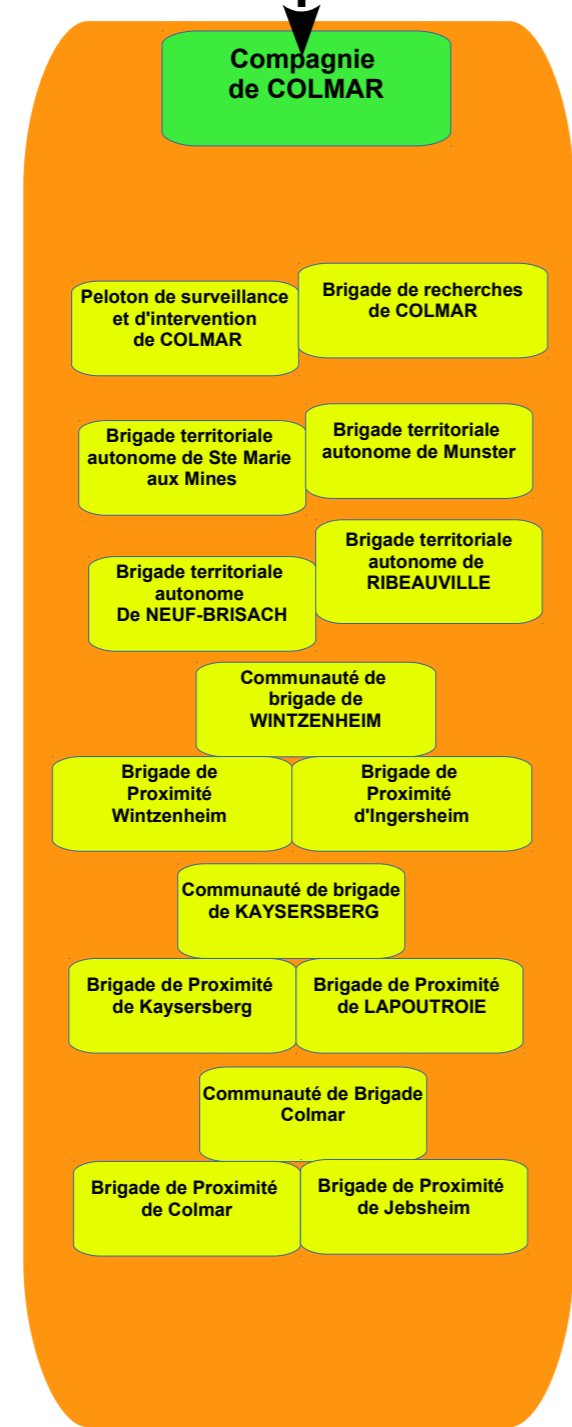 Compagnie
de COLMAR
Peloton de surveillance
et d'intervention
de COLMAR
Brigade de recherches
de COLMAR
Brigade territoriale
autonome de Ste Marie
aux Mines
Brigade territoriale
autonome de Munster
Brigade territoriale
autonome
De NEUF-BRISACH
Brigade territoriale
autonome de
RIBEAUVILLE
Communauté de
brigade de
WINTZENHEIM
Brigade de
Proximité
Wintzenheim
Brigade de
Proximité
d'Ingersheim
Communauté de brigade
de KAYSERSBERG
Brigade de Proximité
de Kaysersberg
Brigade de Proximité
de LAPOUTROIE
Communauté de Brigade
Colmar
Brigade de Proximité
de Colmar
Brigade de Proximité
de Jebsheim